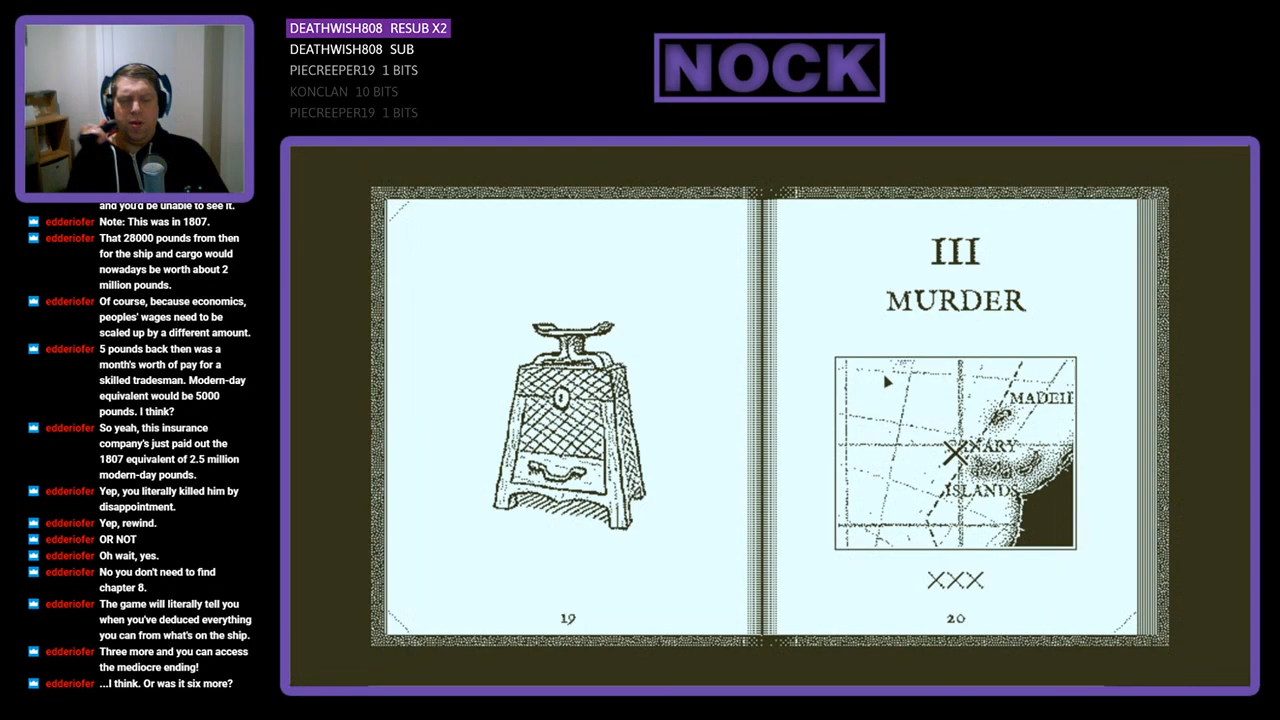 DEATHWISH808 RESUB X2
DEATHWISH808 SUB
PIECREEPER19 1 BITS
KONCLAN 10 BITS
PIECREEPER19 1 BITS
NOCK
and you'd be unable to see it.
edderiofer Note: This was in 1807.
edderiofer That 28000 pounds from then
for the ship and cargo would
nowadays be worth about 2
million pounds.
edderiofer Of course, because economics,
peoples' wages need to be
scaled up by a different amount.
edderiofer 5 pounds back then was a
month's worth of pay for a
skilled tradesman. Modern-day
equivalent would be 5000
pounds. I think?
edderiofer So yeah, this insurance
company's just paid out the
1807 equivalent of 2.5 million
modern-day pounds.
edderiofer Yep, you literally killed him by
disappointment.
edderiofer Yep, rewind.
edderiofer OR NOT
edderiofer Oh wait, yes.
edderiofer No you don't need to find
chapter 8.
edderiofer The game will literally tell you
when you've deduced everything
you can from what's on the ship.
edderiofer Three more and you can access
the mediocre ending!
edderiofer ...I think. Or was it six more?
19
III
MURDER
MADEII
ISLANDS
XXX
20